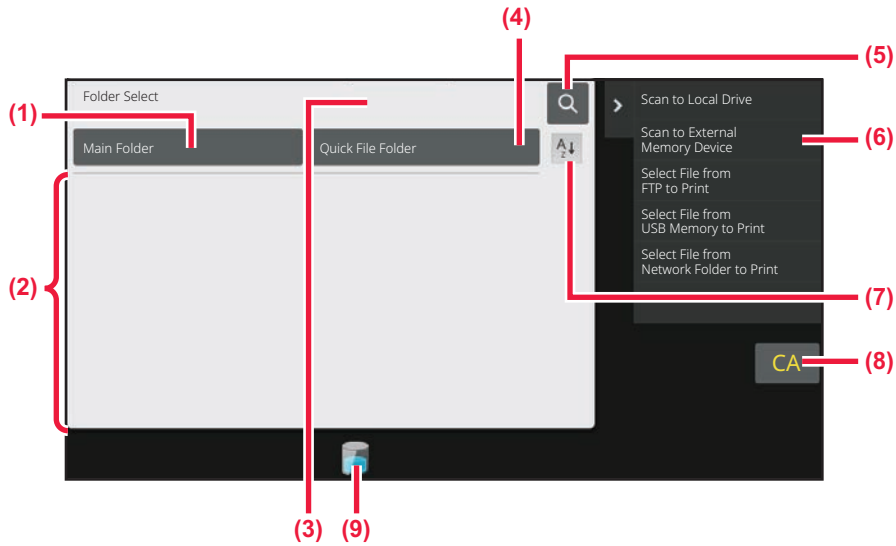 (4)
(5)
Folder Select
Scan to Local Drive
(1)
Scan to External
Memory Device
(6)
Main Folder
Quick File Folder
A
Z
Select File from
FTP to Print
Select File from
USB Memory to Print
Select File from
Network Folder to Print
(2)
(7)
CA
(8)
(3)
(9)